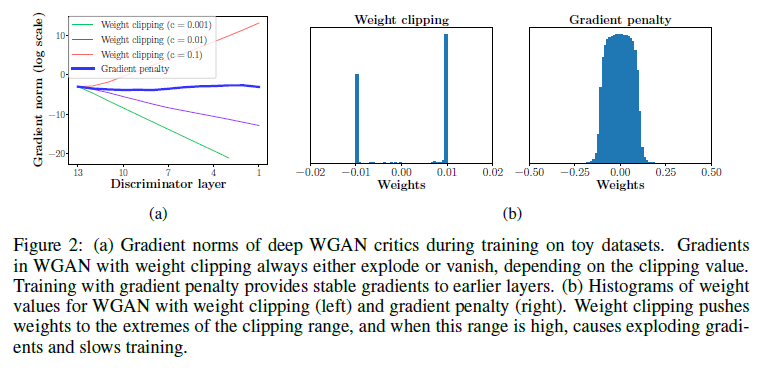 Weight clipping (c = 0.001)
Weight clipping (c = 0.01)
Weight clipping (c = 0.1)
Gradient penalty
Gradient norm (log scale)
10
0
−10
−20
13 10 7 4 1
Discriminator layer
(a)
Weight clipping
−0.02 −0.01 0.00 0.01 0.02
Weights
Gradient penalty
−0.50 −0.25 0.00 0.25 0.50
Weights
(b)
Figure 2: (a) Gradient norms of deep WGAN critics during training on toy datasets. Gradients
in WGAN with weight clipping always either explode or vanish, depending on the clipping value.
Training with gradient penalty provides stable gradients to earlier layers. (b) Histograms of weight
values for WGAN with weight clipping (left) and gradient penalty (right). Weight clipping pushes
weights to the extremes of the clipping range, and when this range is high, causes exploding gradi-
ents and slows training.